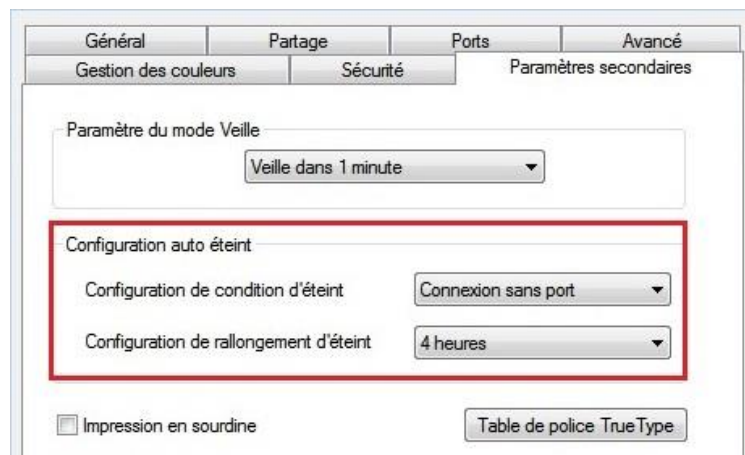 Général Partage Ports Avancé
Gestion des couleurs Sécurité Paramètres secondaires
Paramètre du mode Veille
Veille dans 1 minute
Configuration auto éteint
Configuration de condition d'éteint Connexion sans port
Configuration de rallongement d'éteint 4 heures
Impression en sourdine Table de police TrueType